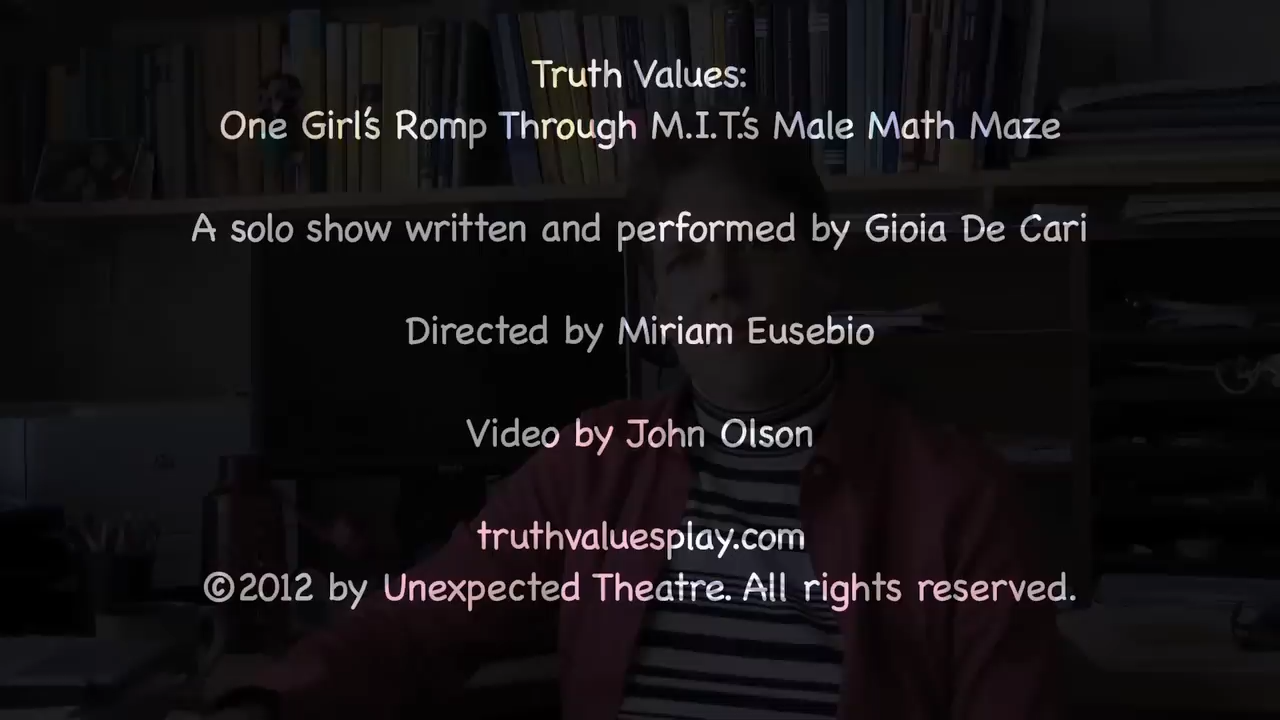 Truth Values:
One Girl's Romp Through M.I.T.'s Male Math Maze
A solo show written and performed by Gioia De Cari
Directed by Miriam Eusebio
Video by John Olson
truthvaluesplay.com
©2012 by Unexpected Theatre. All rights reserved.